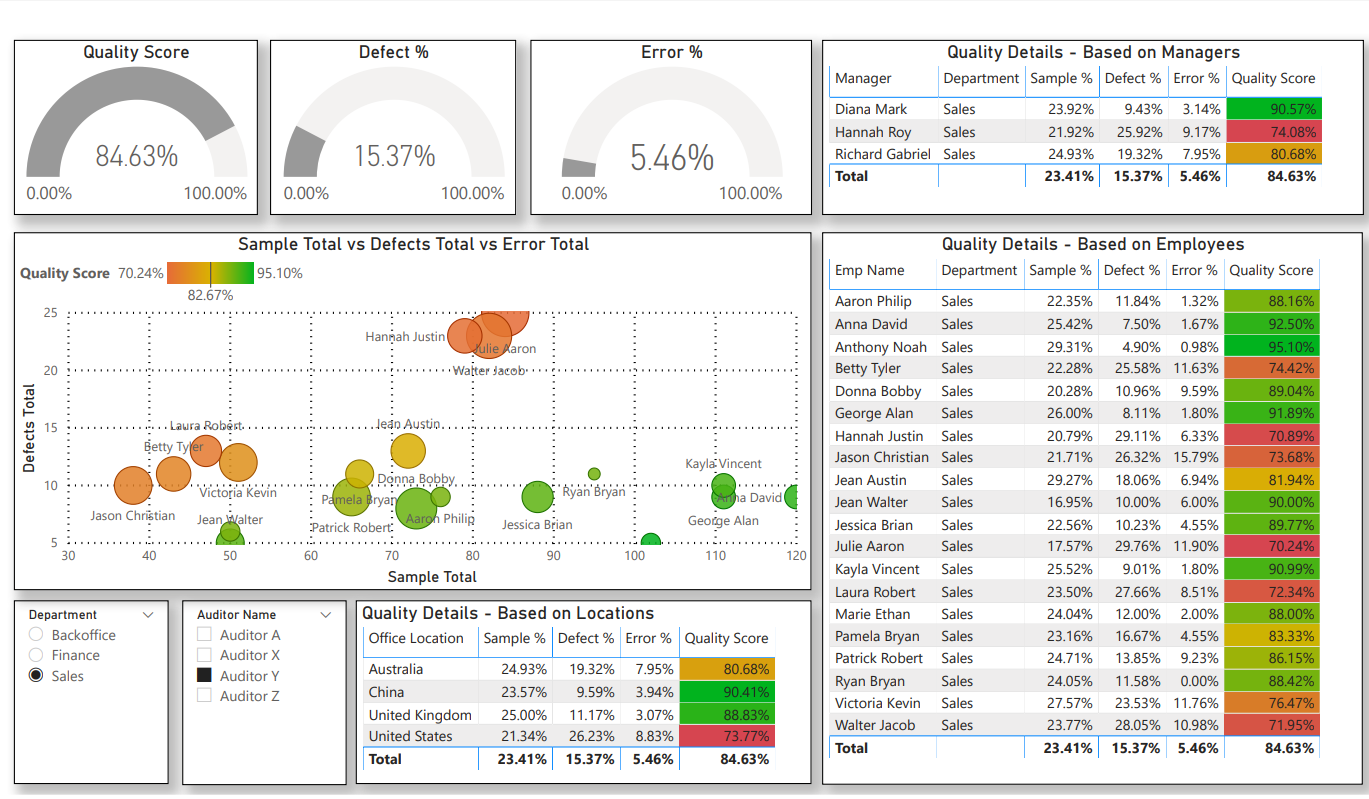 Quality Score
84.63%
0.00% 100.00%
Defect %
15.37%
0.00% 100.00%
Error %
5.46%
0.00% 100.00%
Quality Details - Based on Managers
Manager Department Sample % Defect % Error % Quality Score
Diana Mark Sales 23.92% 9.43% 3.14% 90.57%
Hannah Roy Sales 21.92% 25.92% 9.17% 74.08%
Richard Gabriel Sales 24.93% 19.32% 7.95% 80.68%
Total 23.41% 15.37% 5.46% 84.63%
Sample Total vs Defects Total vs Error Total
Quality Score 70.24% 95.10%
82.67%
25
Hannah Justin
Julie Aaron
20
Walter Jacob
Defects Total
15
Laura Robert
Jean Austin
Betty Tyler
Kayla Vincent
Donna Bobby
10
Victoria Kevin
Pamela Bryan
Ryan Bryan
Anna David
Jason Christian
Jean Walter
Patrick Robert
Aaron Philip
Jessica Brian
George Alan
5
30 40 50 60 70 80 90 100 110 120
Sample Total
Quality Details - Based on Employees
Emp Name Department Sample % Defect % Error % Quality Score
Aaron Philip Sales 22.35% 11.84% 1.32% 88.16%
Anna David Sales 25.42% 7.50% 1.67% 92.50%
Anthony Noah Sales 29.31% 4.90% 0.98% 95.10%
Betty Tyler Sales 22.28% 25.58% 11.63% 74.42%
Donna Bobby Sales 20.28% 10.96% 9.59% 89.04%
George Alan Sales 26.00% 8.11% 1.80% 91.89%
Hannah Justin Sales 20.79% 29.11% 6.33% 70.89%
Jason Christian Sales 21.71% 26.32% 15.79% 73.68%
Jean Austin Sales 29.27% 18.06% 6.94% 81.94%
Jean Walter Sales 16.95% 10.00% 6.00% 90.00%
Jessica Brian Sales 22.56% 10.23% 4.55% 89.77%
Julie Aaron Sales 17.57% 29.76% 11.90% 70.24%
Kayla Vincent Sales 25.52% 9.01% 1.80% 90.99%
Laura Robert Sales 23.50% 27.66% 8.51% 72.34%
Marie Ethan Sales 24.04% 12.00% 2.00% 88.00%
Pamela Bryan Sales 23.16% 16.67% 4.55% 83.33%
Patrick Robert Sales 24.71% 13.85% 9.23% 86.15%
Ryan Bryan Sales 24.05% 11.58% 0.00% 88.42%
Victoria Kevin Sales 27.57% 23.53% 11.76% 76.47%
Walter Jacob Sales 23.77% 28.05% 10.98% 71.95%
Total 23.41% 15.37% 5.46% 84.63%
Department
Backoffice
Finance
Sales
Auditor Name
Auditor A
Auditor X
Auditor Y
Auditor Z
Quality Details - Based on Locations
Office Location Sample % Defect % Error % Quality Score
Australia 24.93% 19.32% 7.95% 80.68%
China 23.57% 9.59% 3.94% 90.41%
United Kingdom 25.00% 11.17% 3.07% 88.83%
United States 21.34% 26.23% 8.83% 73.77%
Total 23.41% 15.37% 5.46% 84.63%